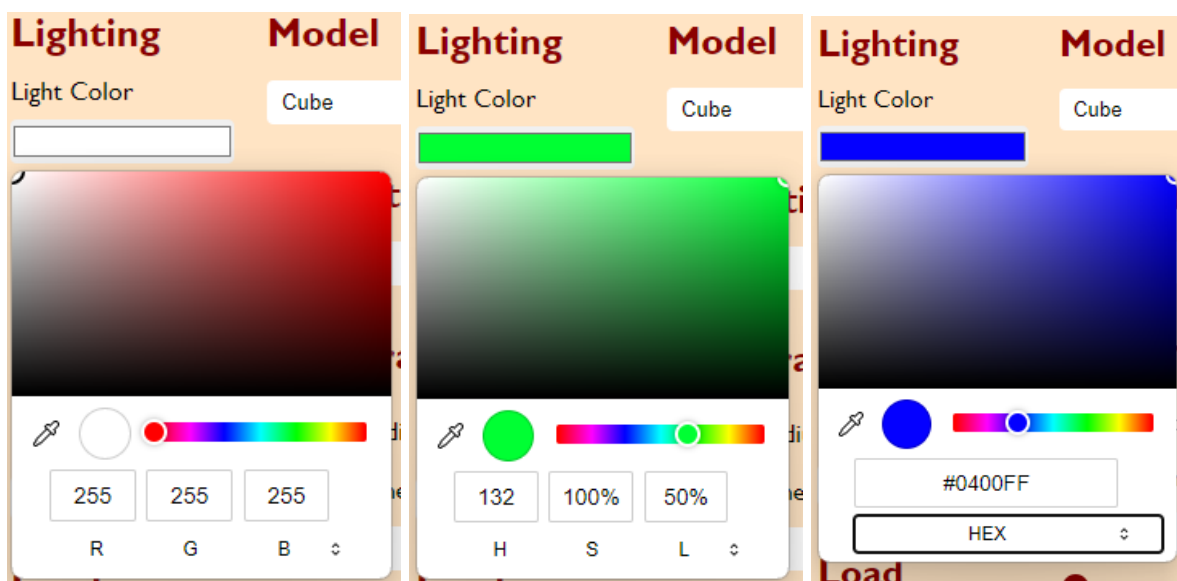 Lighting Model
Light Color
Cube
255 255 255
R G B
Lighting Model
Light Color
Cube
132 100% 50%
H S L
Lighting Model
Light Color
Cube
#0400FF
HEX
Load